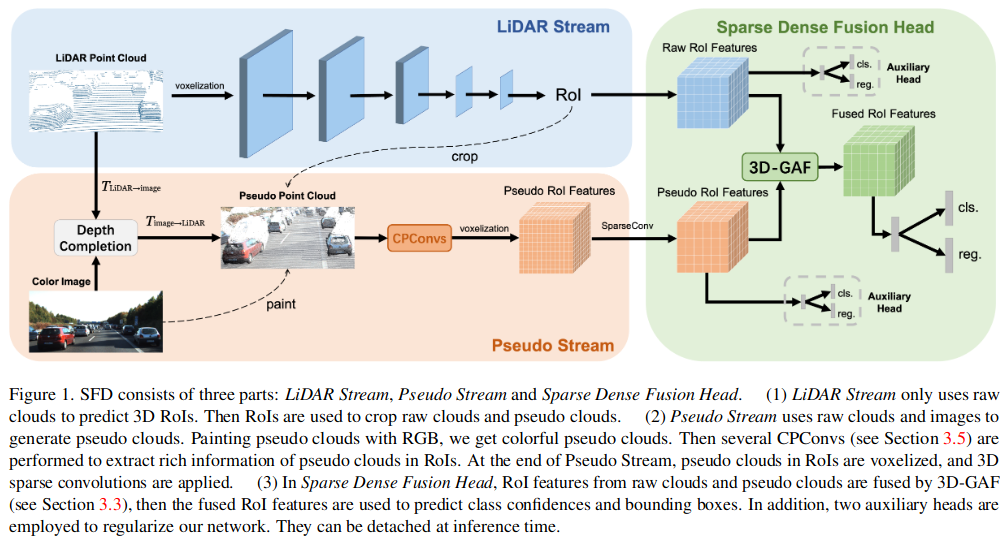 LiDAR Stream
Sparse Dense Fusion Head
LiDAR Point Cloud
voxelization
RoI
crop
Raw RoI Features
cls.
reg.
Auxiliary
Head
Fused RoI Features
3D-GAF
cls.
reg.
T LiDAR→image
Depth
Completion
T image→LiDAR
Pseudo Point Cloud
CPConvs
voxelization
Pseudo RoI Features
SparseConv
Pseudo RoI Features
Color Image
paint
cls.
reg.
Auxiliary
Head
Pseudo Stream
Figure 1. SFD consists of three parts: LiDAR Stream, Pseudo Stream and Sparse Dense Fusion Head. (1) LiDAR Stream only uses raw
clouds to predict 3D RoIs. Then RoIs are used to crop raw clouds and pseudo clouds. (2) Pseudo Stream uses raw clouds and images to
generate pseudo clouds. Painting pseudo clouds with RGB, we get colorful pseudo clouds. Then several CPConvs (see Section 3.5) are
performed to extract rich information of pseudo clouds in RoIs. At the end of Pseudo Stream, pseudo clouds in RoIs are voxelized, and 3D
sparse convolutions are applied. (3) In Sparse Dense Fusion Head, RoI features from raw clouds and pseudo clouds are fused by 3D-GAF
(see Section 3.3), then the fused RoI features are used to predict class confidences and bounding boxes. In addition, two auxiliary heads are
employed to regularize our network. They can be detached at inference time.